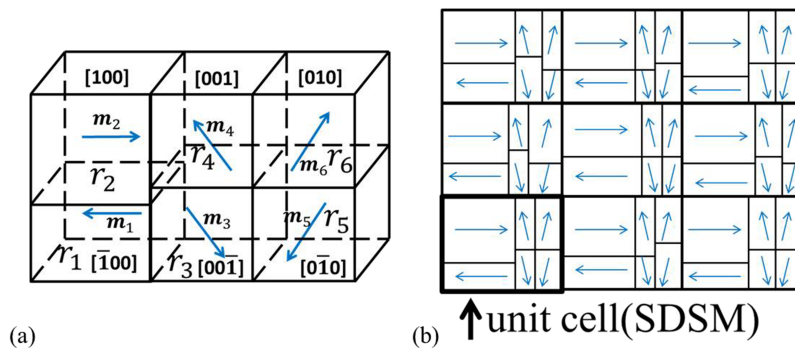 [100] [001] [010]
m₂ m₄ m₆ r₆
r₂ r₄
m₁ m₃ m₅ r₅
r₁ [1̄00] r₃ [001̄] [01̄0]
(a) (b) unit cell(SDSM)